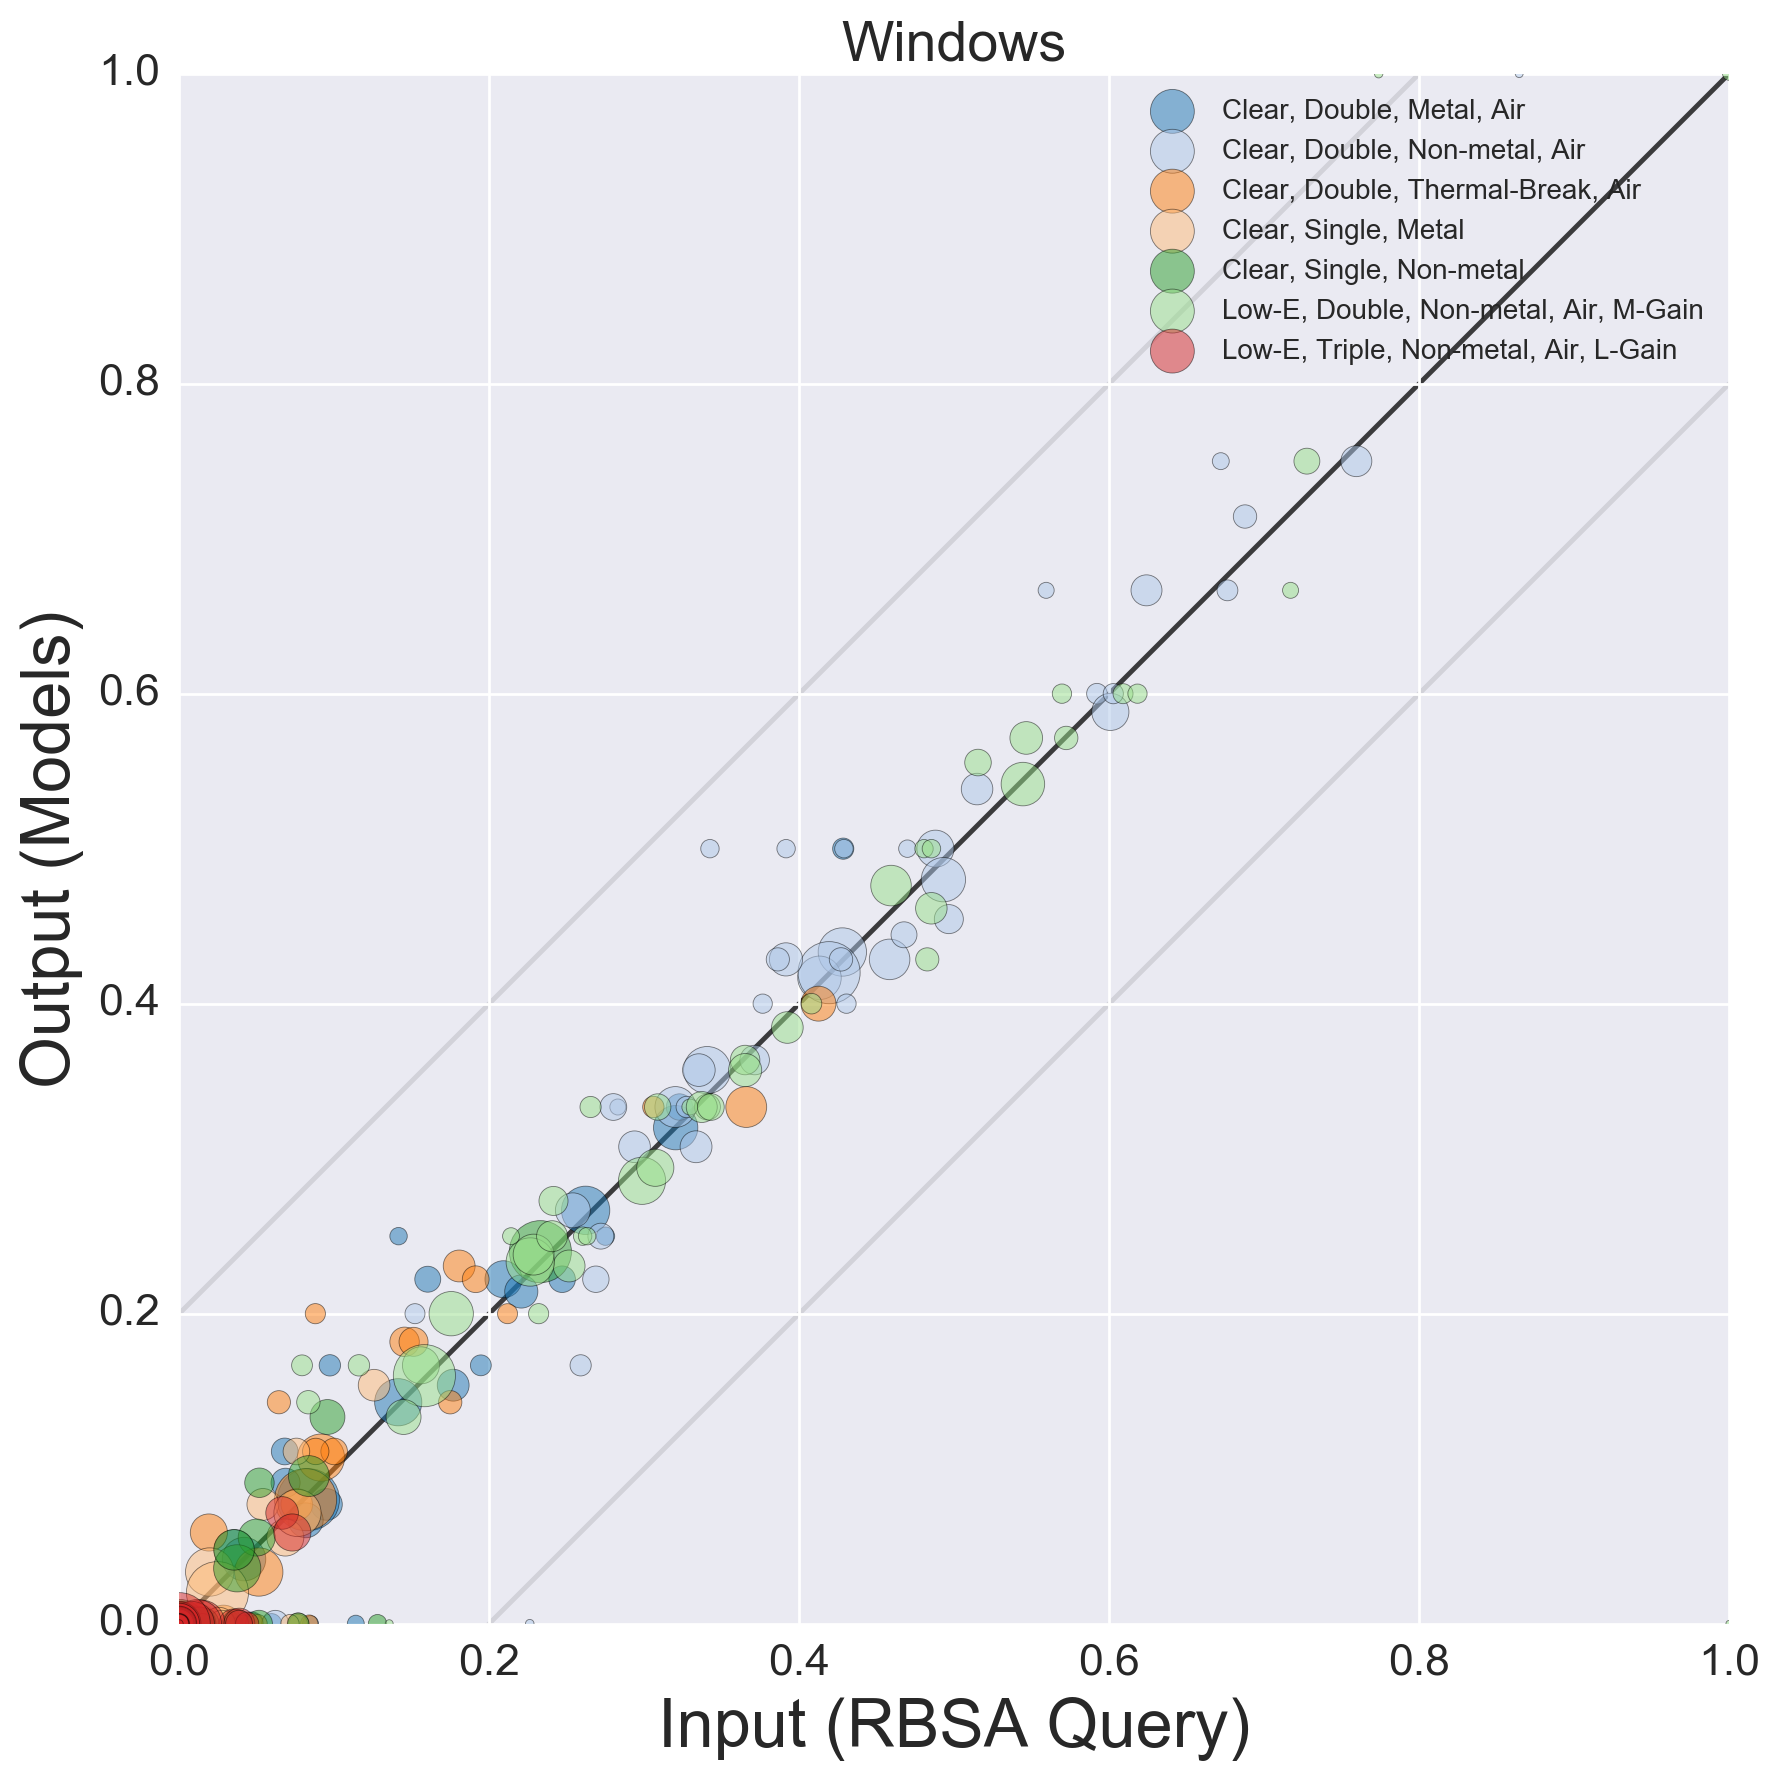 Windows
1.0
Clear, Double, Metal, Air
Clear, Double, Non-metal, Air
Clear, Double, Thermal-Break, Air
Clear, Single, Metal
Clear, Single, Non-metal
Low-E, Double, Non-metal, Air, M-Gain
Low-E, Triple, Non-metal, Air, L-Gain
0.8
0.6
0.4
0.2
0.0
Output (Models)
0.0 0.2 0.4 0.6 0.8 1.0
Input (RBSA Query)